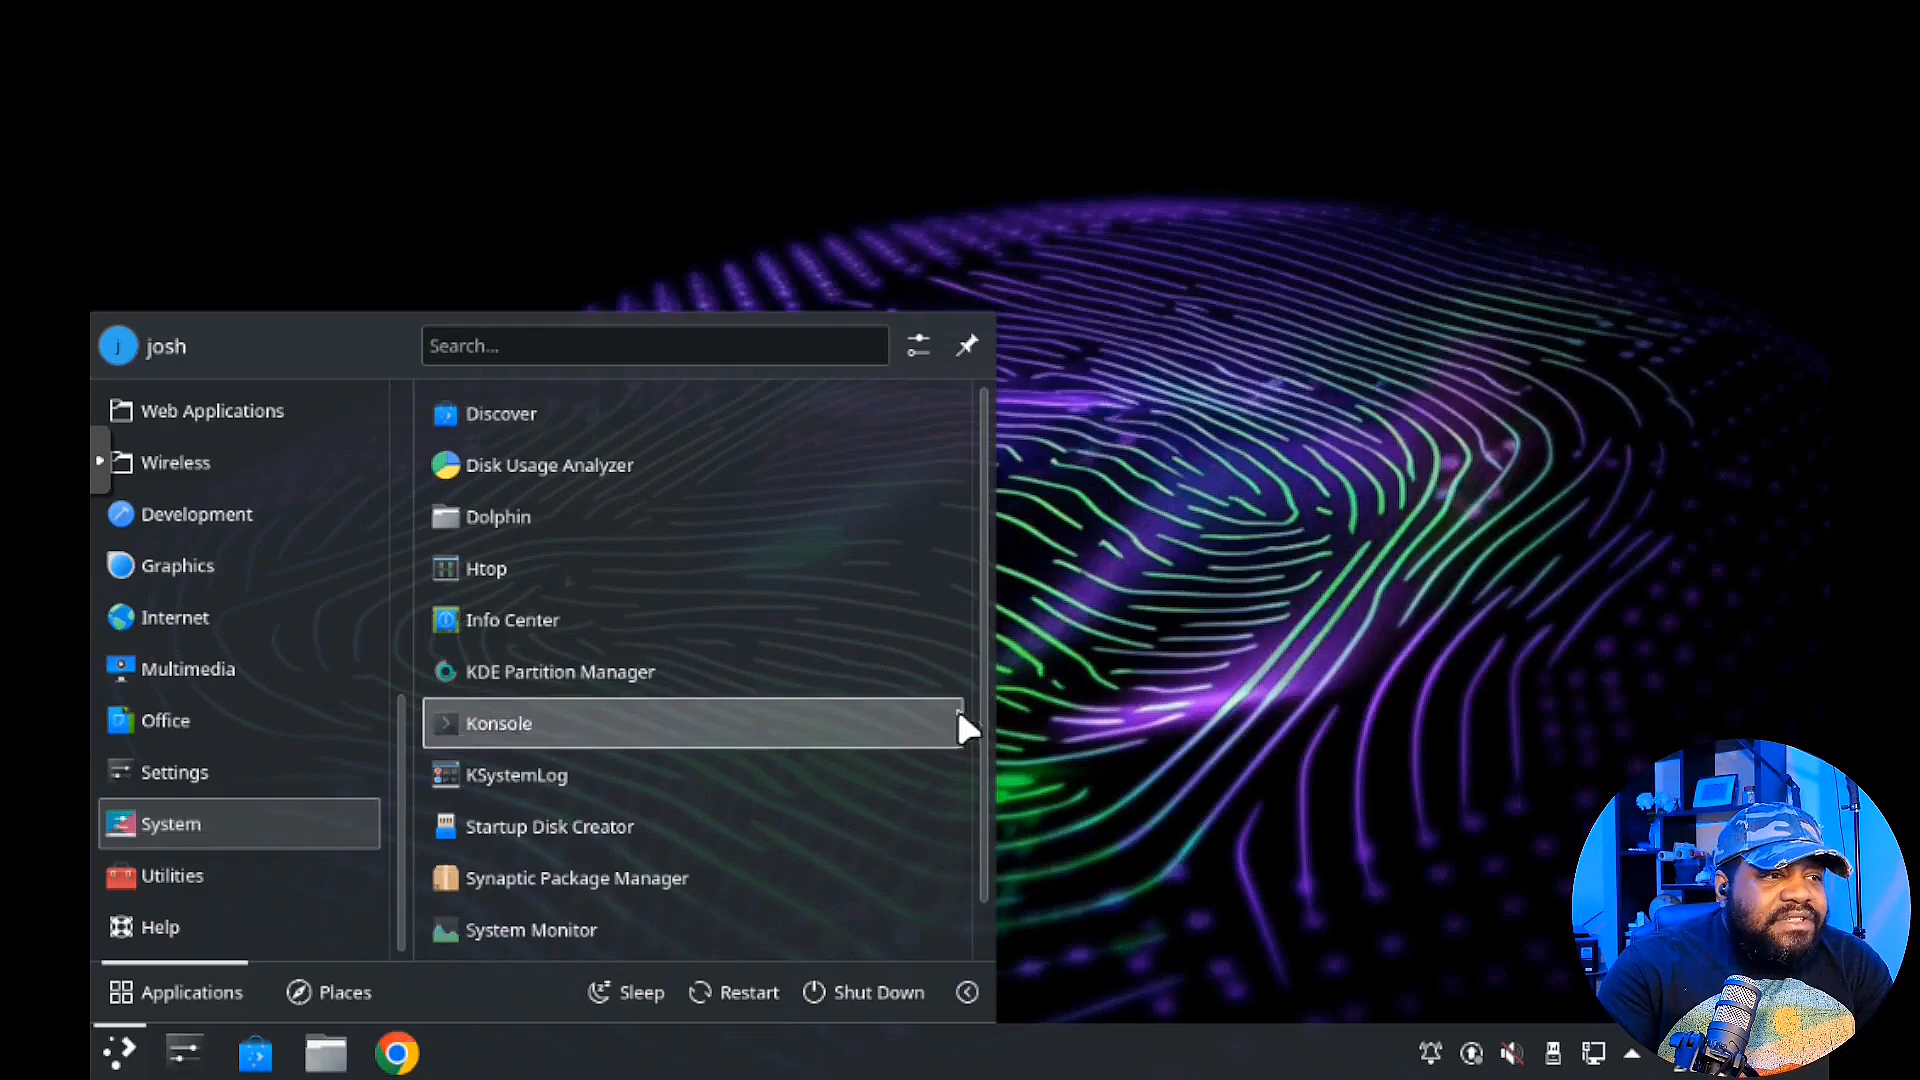 j
josh
Search...
Web Applications
Wireless
Development
Graphics
Internet
Multimedia
Office
Settings
System
Utilities
Help
Discover
Disk Usage Analyzer
Dolphin
Htop
Info Center
KDE Partition Manager
Konsole
KSystemLog
Startup Disk Creator
Synaptic Package Manager
System Monitor
Applications
Places
Sleep
Restart
Shut Down